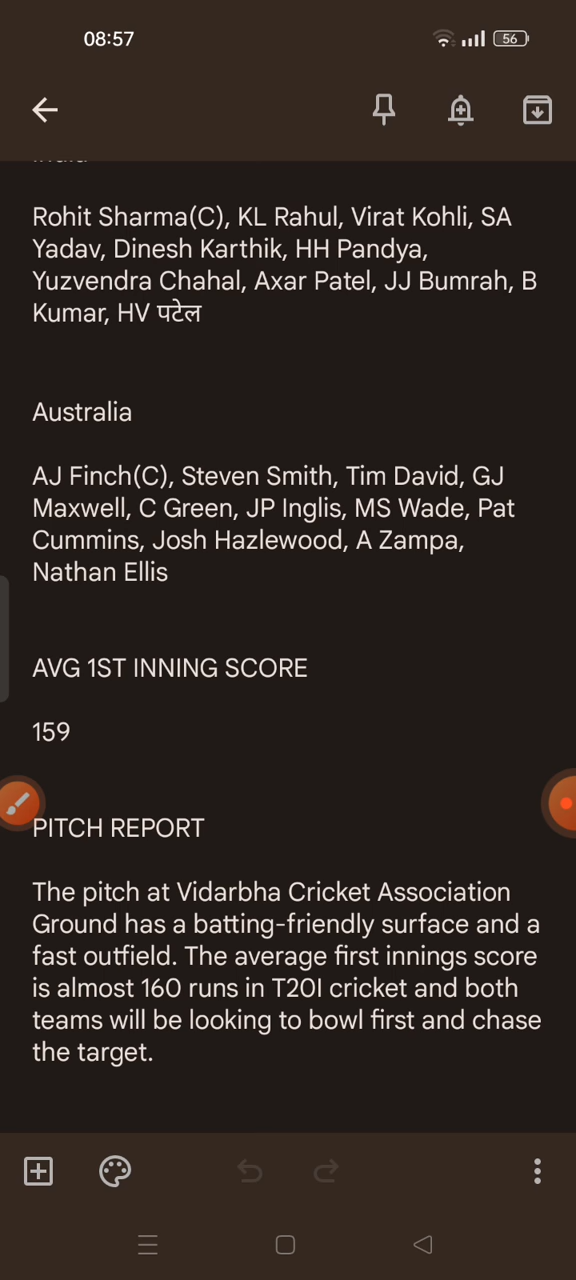 08:57
56
Rohit Sharma(C), KL Rahul, Virat Kohli, SA
Yadav, Dinesh Karthik, HH Pandya,
Yuzvendra Chahal, Axar Patel, JJ Bumrah, B
Kumar, HV पटेल
Australia
AJ Finch(C), Steven Smith, Tim David, GJ
Maxwell, C Green, JP Inglis, MS Wade, Pat
Cummins, Josh Hazlewood, A Zampa,
Nathan Ellis
AVG 1ST INNING SCORE
159
PITCH REPORT
The pitch at Vidarbha Cricket Association
Ground has a batting-friendly surface and a
fast outfield. The average first innings score
is almost 160 runs in T20I cricket and both
teams will be looking to bowl first and chase
the target.